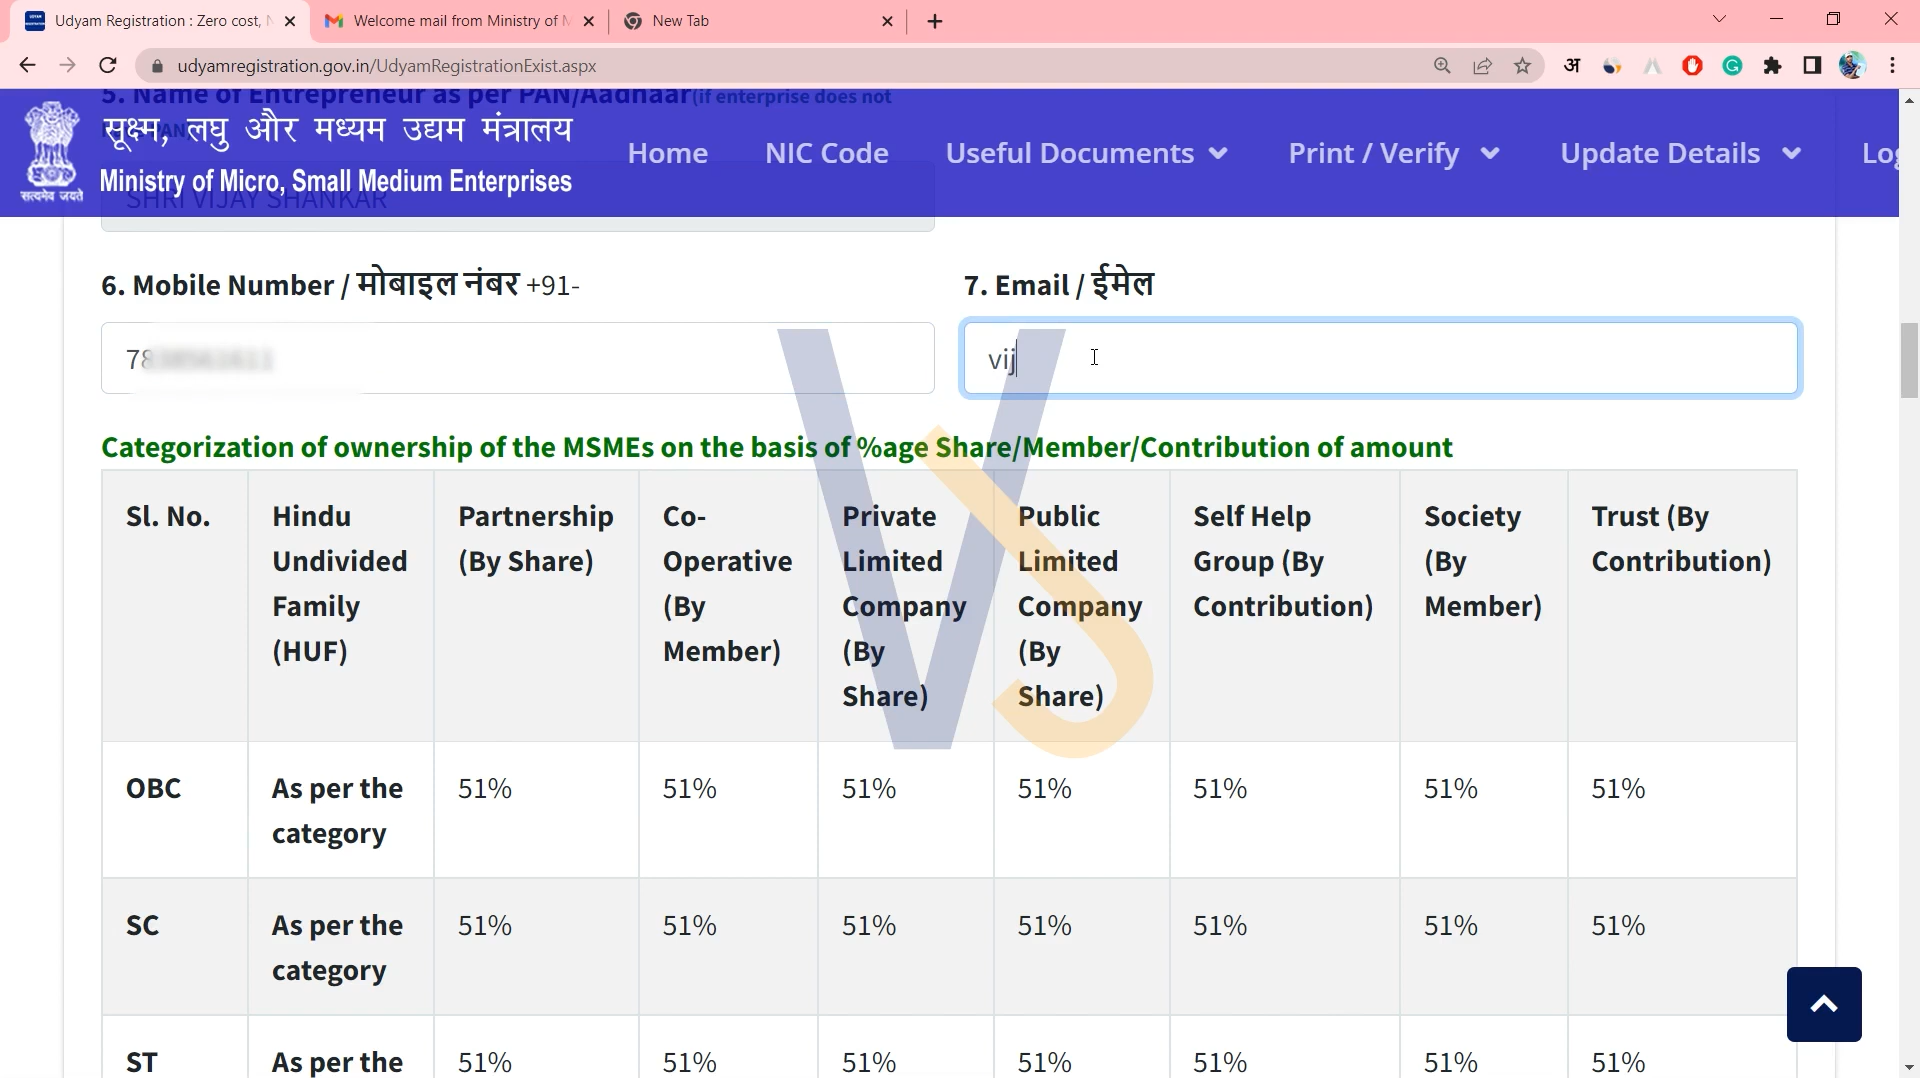 Udyam Registration : Zero cost,
Welcome mail from Ministry of
New Tab
udyamregistration.gov.in/UdyamRegistrationExist.aspx
अ
5. Name of Entrepreneur as per PAN/Aadhaar(if enterprise does not
सूक्ष्म, लघु और मध्यम उद्यम मंत्रालय
Ministry of Micro, Small Medium Enterprises
सत्यमेव जयते
Home
NIC Code
Useful Documents
Print / Verify
Update Details
SHRI VIJAY SHANKAR
6. Mobile Number / मोबाइल नंबर +91-
7. Email / ईमेल
vij
Categorization of ownership of the MSMEs on the basis of %age Share/Member/Contribution of amount
Sl. No. Hindu Undivided Family (HUF) Partnership (By Share) Co-Operative (By Member) Private Limited Company (By Share) Public Limited Company (By Share) Self Help Group (By Contribution) Society (By Member) Trust (By Contribution)
OBC As per the category 51% 51% 51% 51% 51% 51% 51%
SC As per the category 51% 51% 51% 51% 51% 51% 51%
ST As per the 51% 51% 51% 51% 51% 51% 51%